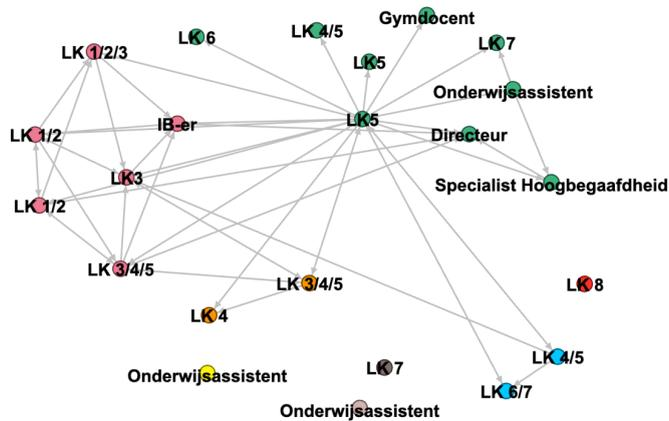 Gymdocent
LK 6
LK 4/5
LK 7
LK 1/2/3
LK5
Onderwijsassistent
LK5
IB-er
LK 1/2
Directeur
LK3
Specialist Hoogbegaafdheid
LK 1/2
LK 3/4/5
LK 3/4/5
LK 8
LK 4
LK 4/5
LK 7
Onderwijsassistent
LK 6/7
Onderwijsassistent